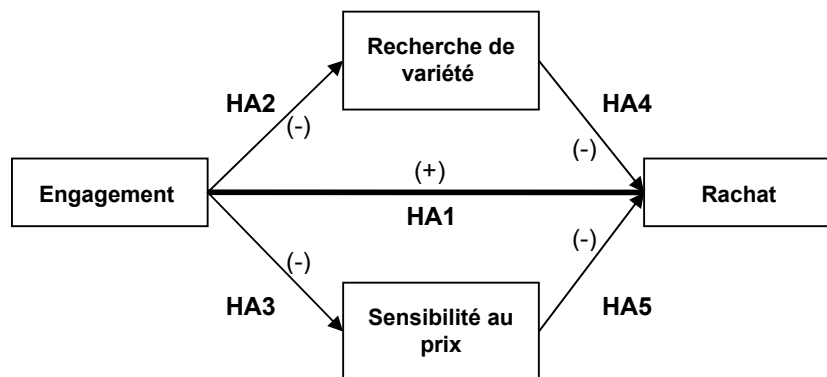 Recherche de
variété
HA2
(-)
HA4
(-)
Engagement
(+)
HA1
Rachat
(-)
HA3
(-)
HA5
Sensibilité au
prix